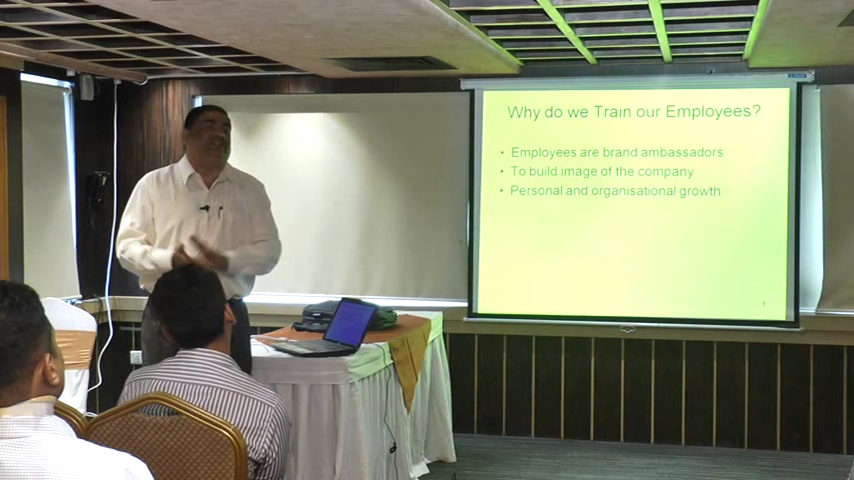 Why do we Train our Employees?
• Employees are brand ambassadors
• To build image of the company
• Personal and organisational growth